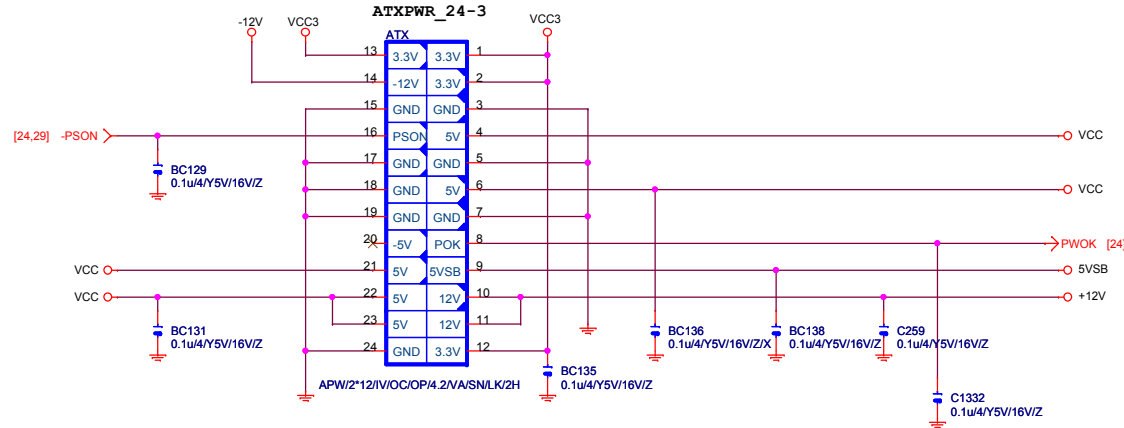 ATXPWR_24-3
-12V VCC3 VCC3
ATX
13 3.3V 3.3V 1
14 -12V 3.3V 2
15 GND GND 3
[24,29] -PSON 16 PSON 5V 4 VCC
17 GND GND 5
BC129
0.1u/4/Y5V/16V/Z
18 GND 5V 6 VCC
19 GND GND 7
20 -5V POK 8 PWOK [24]
VCC 21 5V 5VSB 9 5VSB
VCC 22 5V 12V 10 +12V
23 5V 12V 11
BC131
0.1u/4/Y5V/16V/Z
BC136
0.1u/4/Y5V/16V/Z/X
BC138
0.1u/4/Y5V/16V/Z
C259
0.1u/4/Y5V/16V/Z
24 GND 3.3V 12
BC135
0.1u/4/Y5V/16V/Z
APW/2*12/IV/OC/OP/4.2/VA/SN/LK/2H
C1332
0.1u/4/Y5V/16V/Z